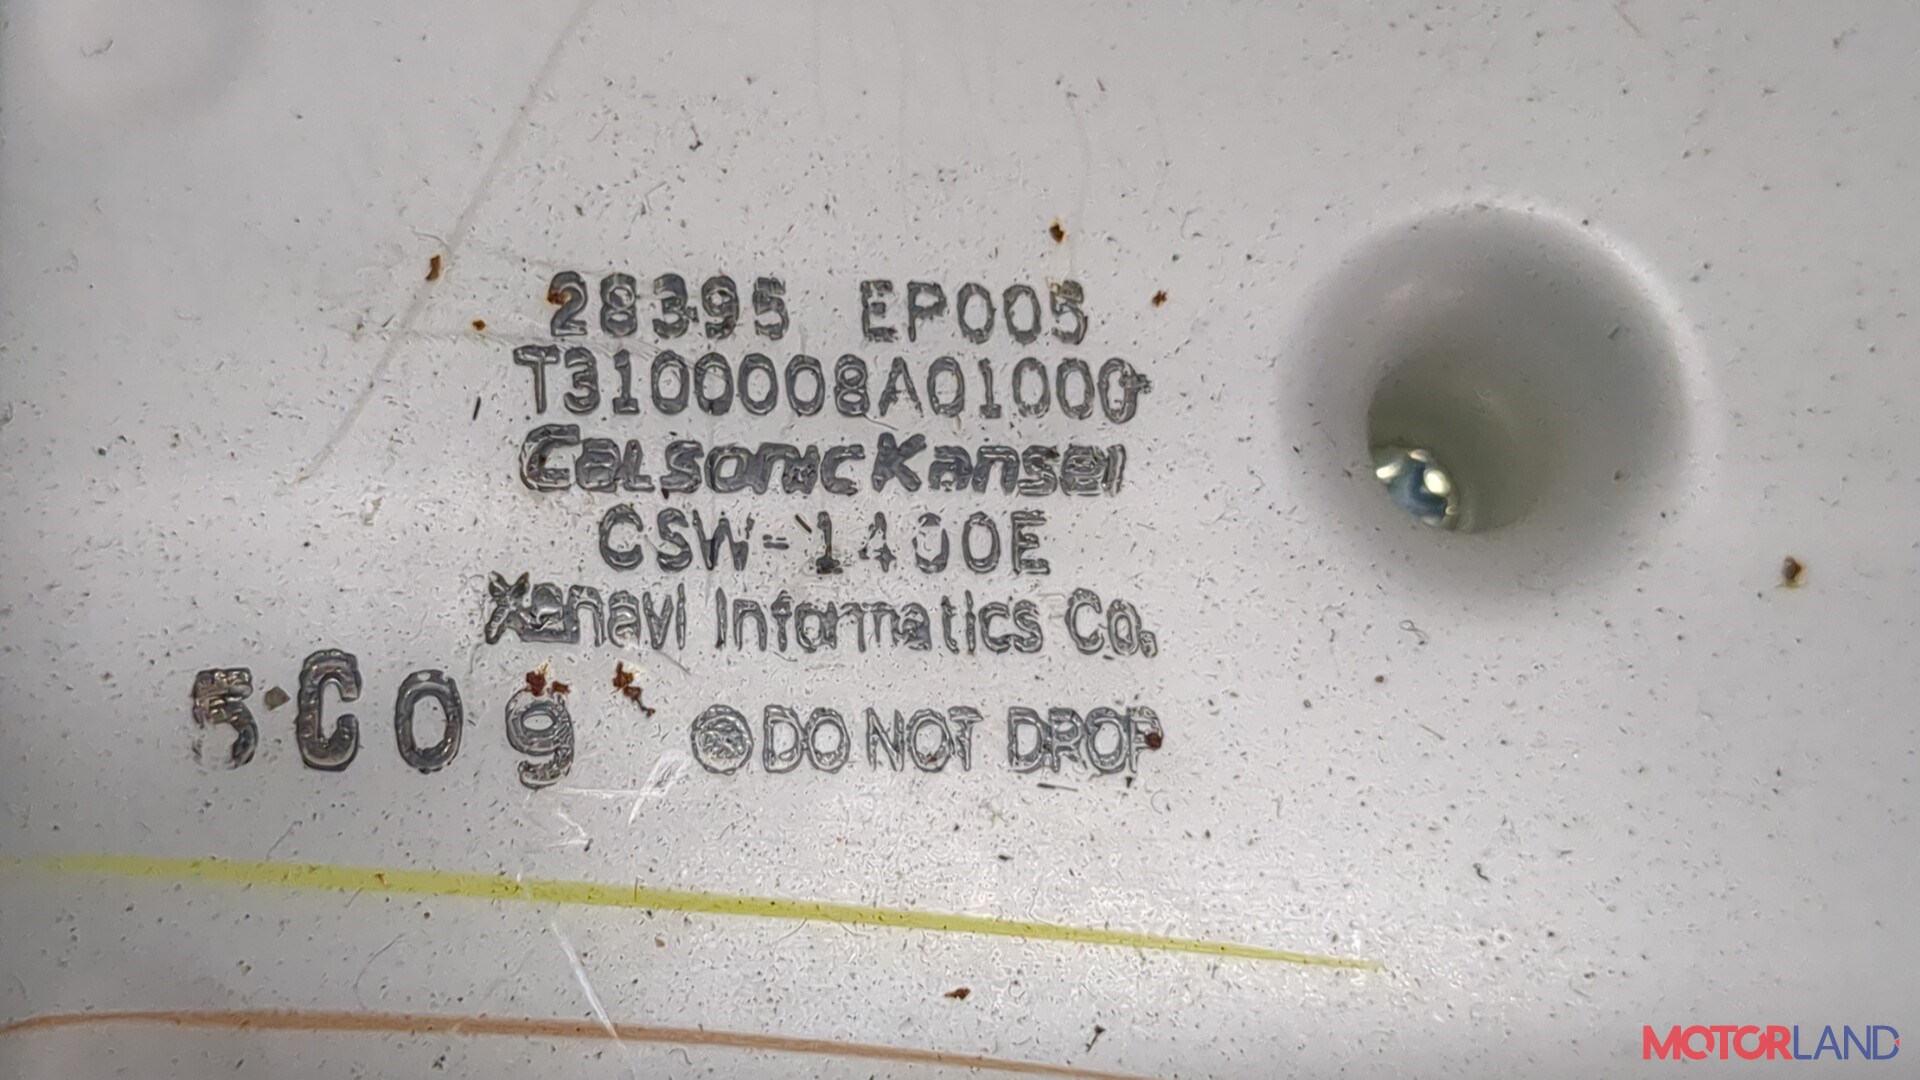 28395 EP005
T3100008A01000
CalsonicKansei
CSW-1400E
Xanavi Informatics Co.
5C09
DO NOT DROP
MOTORLAND